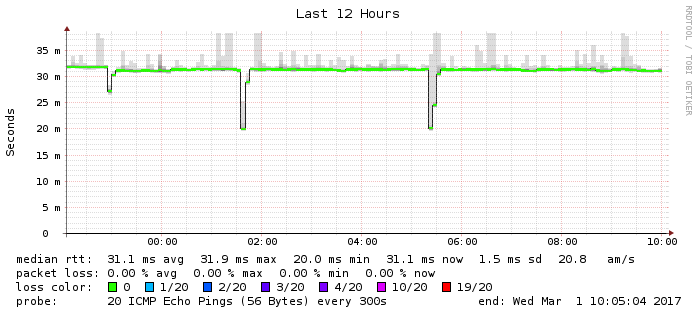 Last 12 Hours
RRDTOOL / TOBI OETIKER
Seconds
35 m
30 m
25 m
20 m
15 m
10 m
5 m
0
00:00 02:00 04:00 06:00 08:00 10:00
median rtt: 31.1 ms avg 31.9 ms max 20.0 ms min 31.1 ms now 1.5 ms sd 20.8 am/s
packet loss: 0.00 % avg 0.00 % max 0.00 % min 0.00 % now
loss color: 0 1/20 2/20 3/20 4/20 10/20 19/20
probe: 20 ICMP Echo Pings (56 Bytes) every 300s end: Wed Mar 1 10:05:04 2017